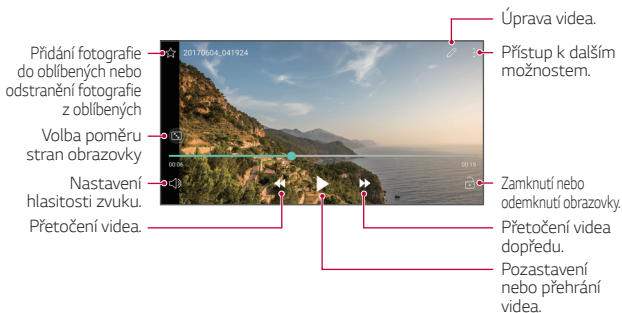 Úprava videa.
Přidání fotografie
do oblíbených nebo
odstranění fotografie
z oblíbených
20170604_041924
Přístup k dalším
možnostem.
Volba poměru
stran obrazovky
00:06
00:19
Nastavení
hlasitosti zvuku.
Zamknutí nebo
odemknutí obrazovky.
Přetočení videa.
Přetočení videa
dopředu.
Pozastavení
nebo přehrání
videa.